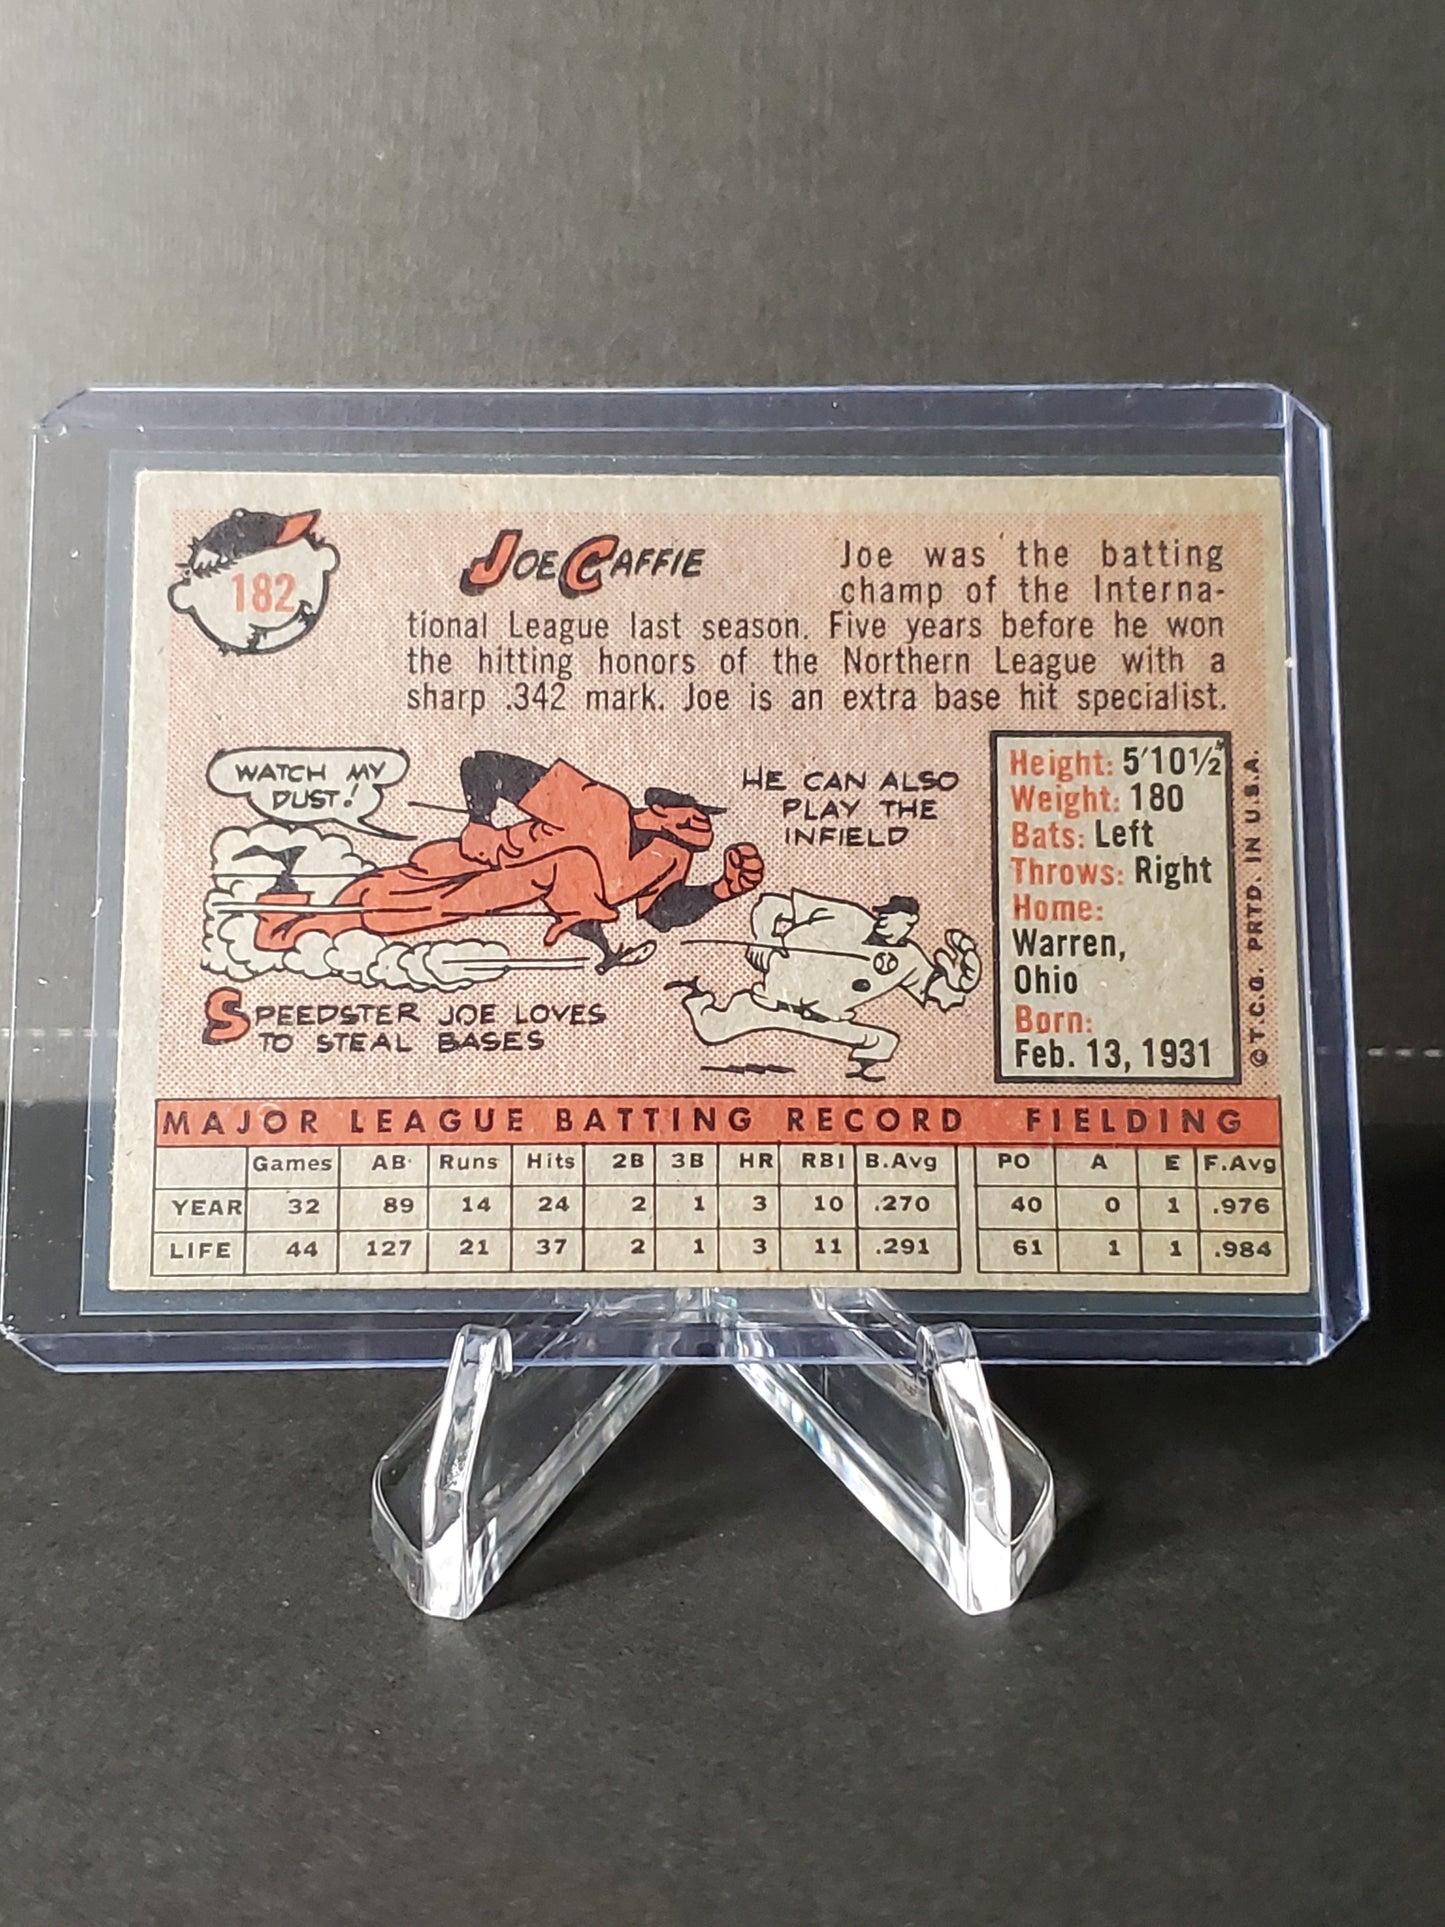 182
JOE CAFFIE
Joe was the batting
champ of the Interna-
tional League last season. Five years before he won
the hitting honors of the Northern League with a
sharp .342 mark. Joe is an extra base hit specialist.
WATCH MY
DUST!
SPEEDSTER JOE LOVES
TO STEAL BASES
HE CAN ALSO
PLAY THE
INFIELD
Height: 5'10½"
Weight: 180
Bats: Left
Throws: Right
Home:
Warren,
Ohio
Born:
Feb. 13, 1931
© T.C.G. PRTD. IN U.S.A.
MAJOR LEAGUE BATTING RECORD FIELDING
Games AB Runs Hits 2B 3B HR RBI B.Avg PO A E F.Avg
YEAR 32 89 14 24 2 1 3 10 .270 40 0 1 .976
LIFE 44 127 21 37 2 1 3 11 .291 61 1 1 .984